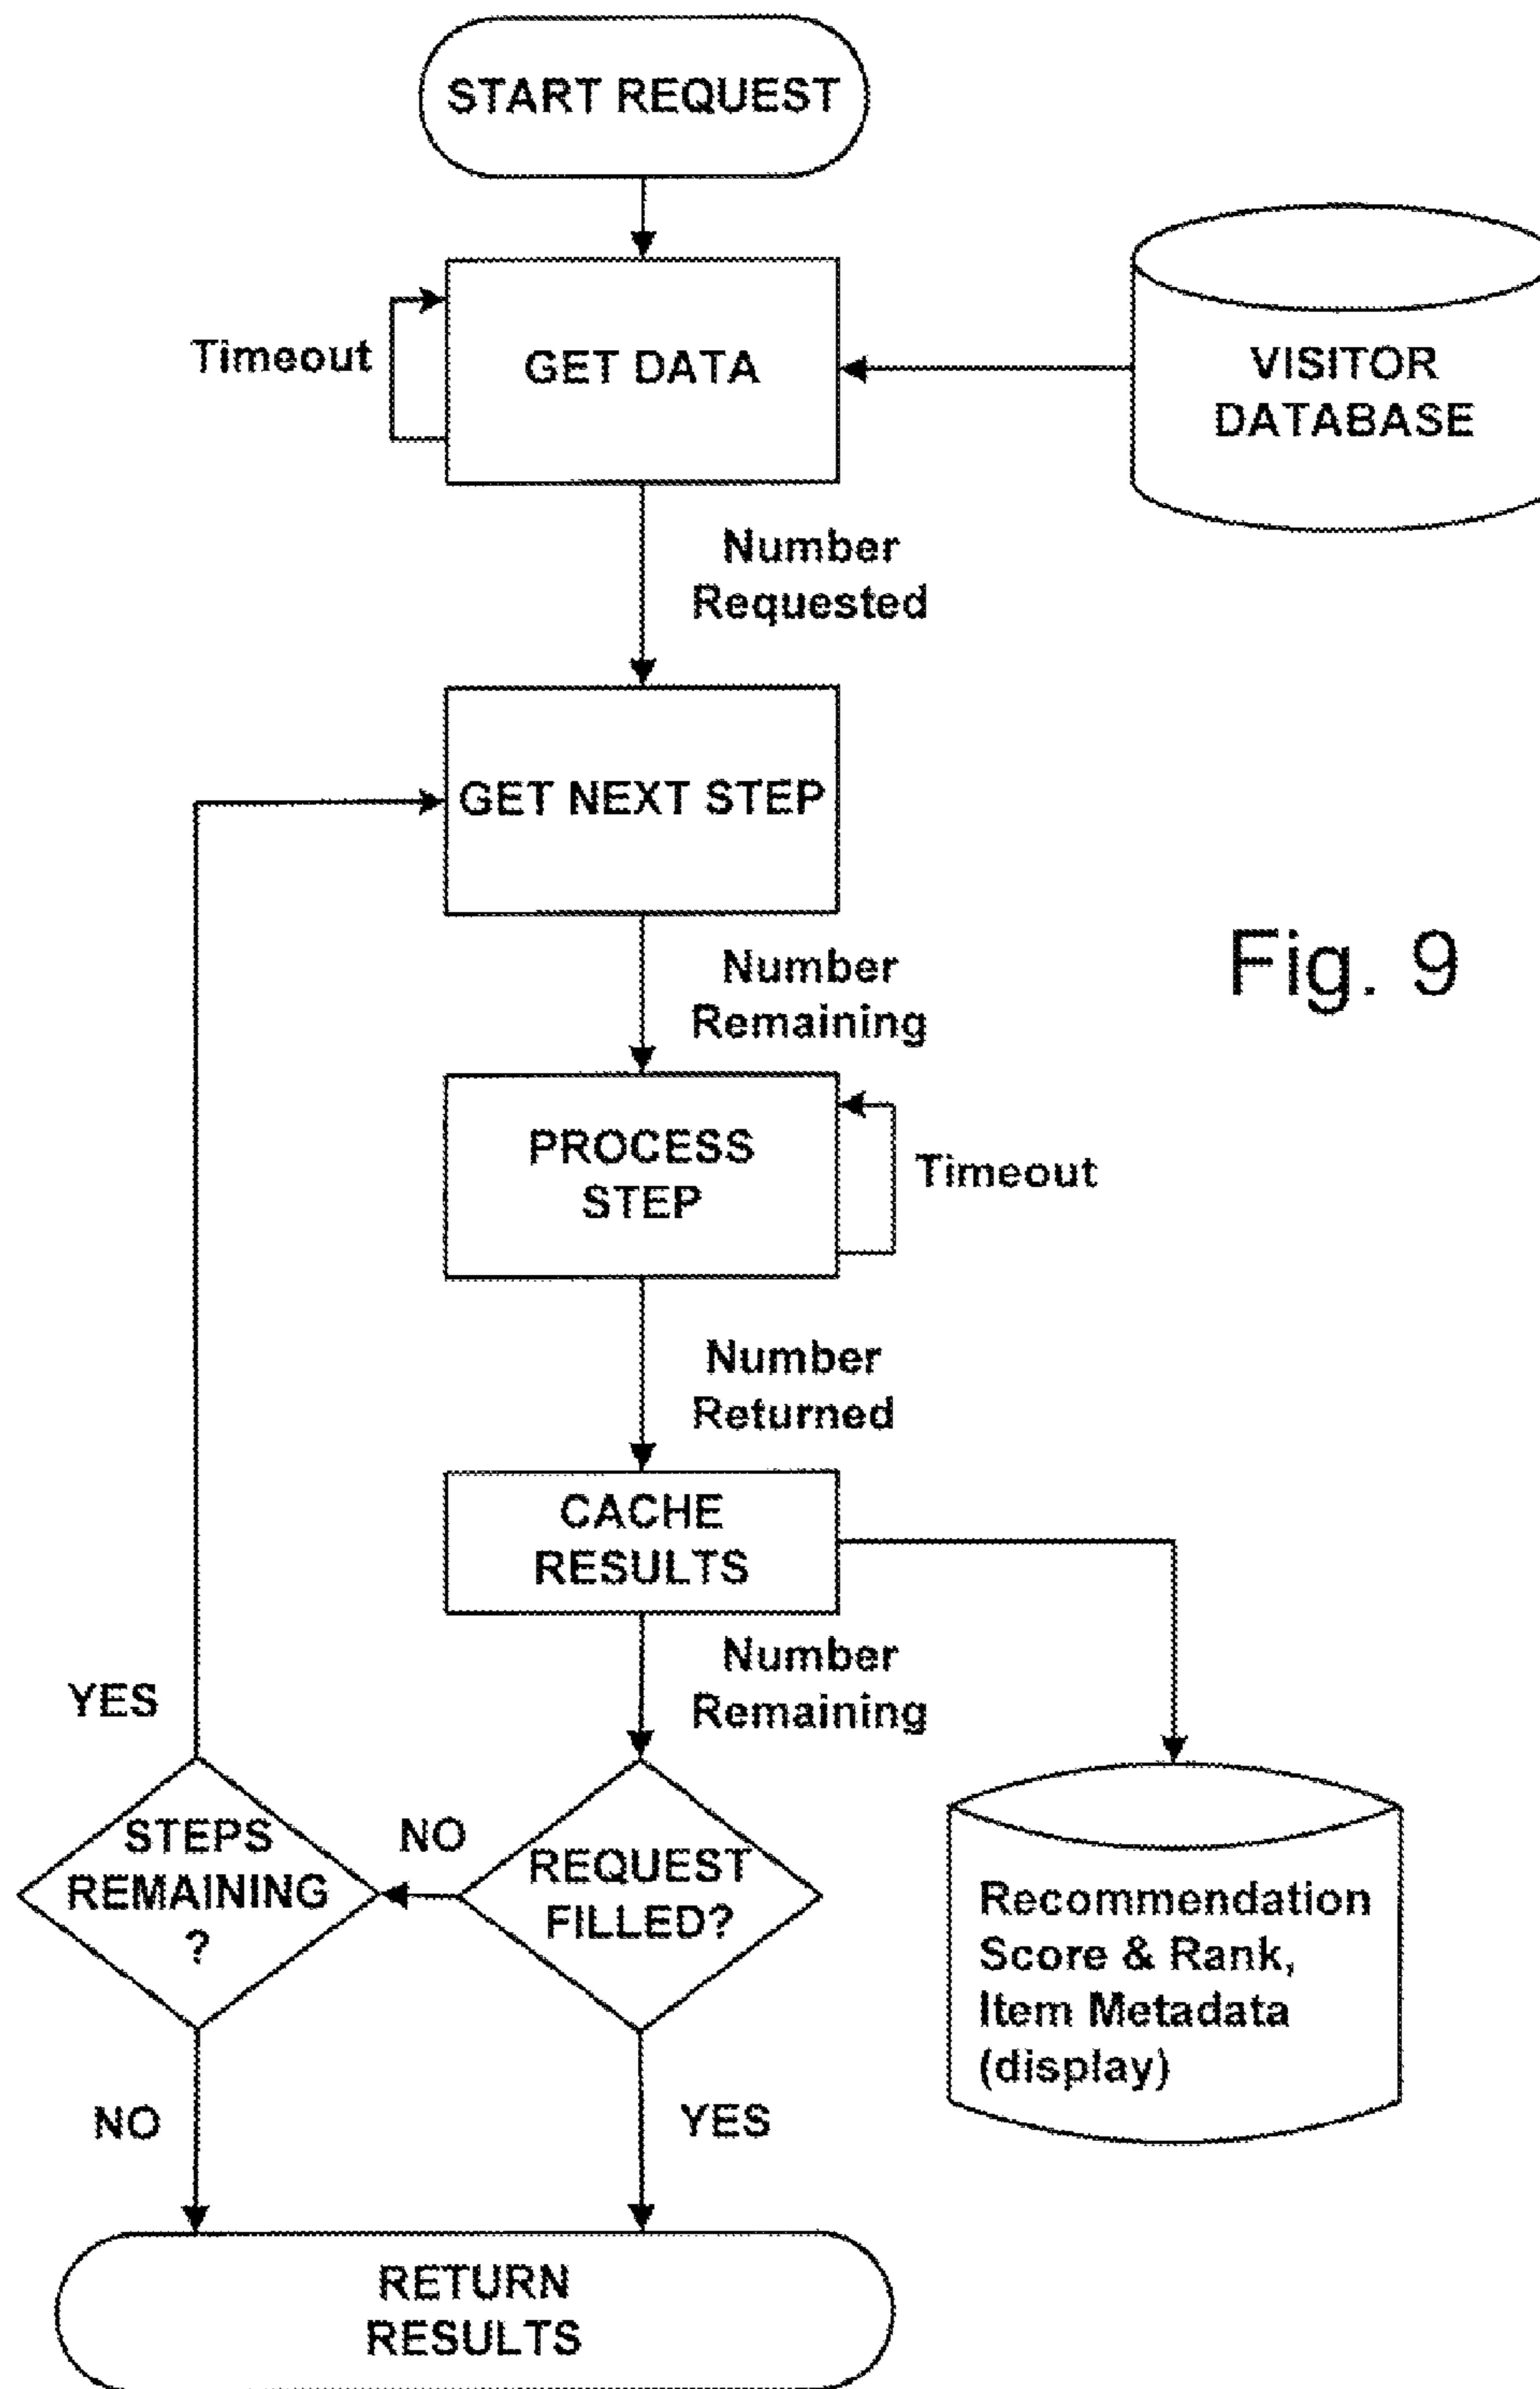 START REQUEST
Timeout
GET DATA
VISITOR
DATABASE
Number
Requested
GET NEXT STEP
Number
Remaining
Fig. 9
PROCESS
STEP
Timeout
Number
Returned
CACHE
RESULTS
Number
Remaining
YES
STEPS
REMAINING
?
NO
REQUEST
FILLED?
Recommendation
Score & Rank,
Item Metadata
(display)
NO
YES
RETURN
RESULTS